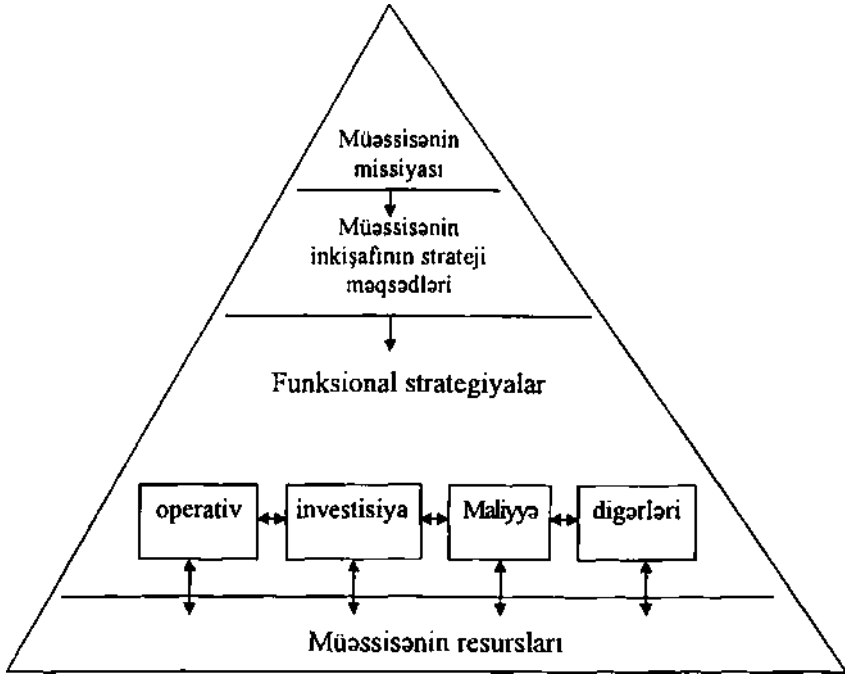 Müəssisənin
missiyası
Müəssisənin
inkişafının strateji
məqsədləri
Funksional strategiyalar
operativ
investisiya
Maliyyə
digərləri
Müəssisənin resursları